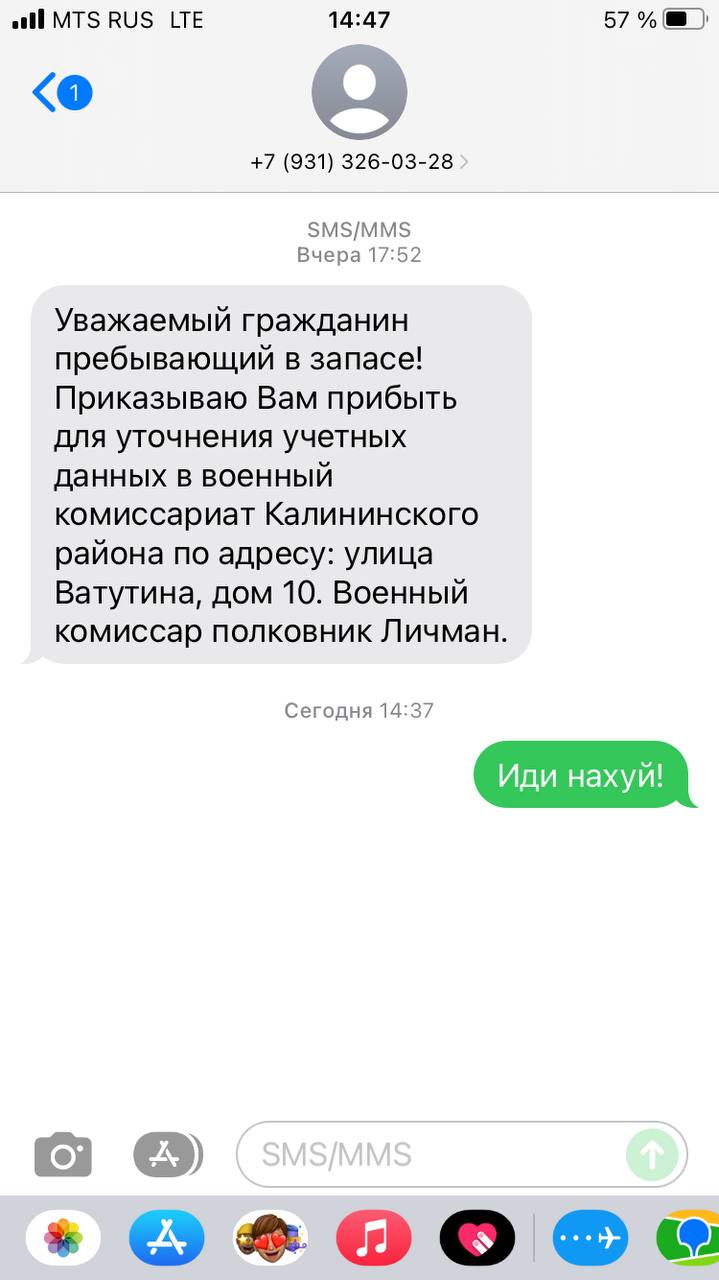 MTS RUS LTE 14:47 57 %
1
+7 (931) 326-03-28
SMS/MMS
Вчера 17:52
Уважаемый гражданин
пребывающий в запасе!
Приказываю Вам прибыть
для уточнения учетных
данных в военный
комиссариат Калининского
района по адресу: улица
Ватутина, дом 10. Военный
комиссар полковник Личман.
Сегодня 14:37
Иди нахуй!
SMS/MMS